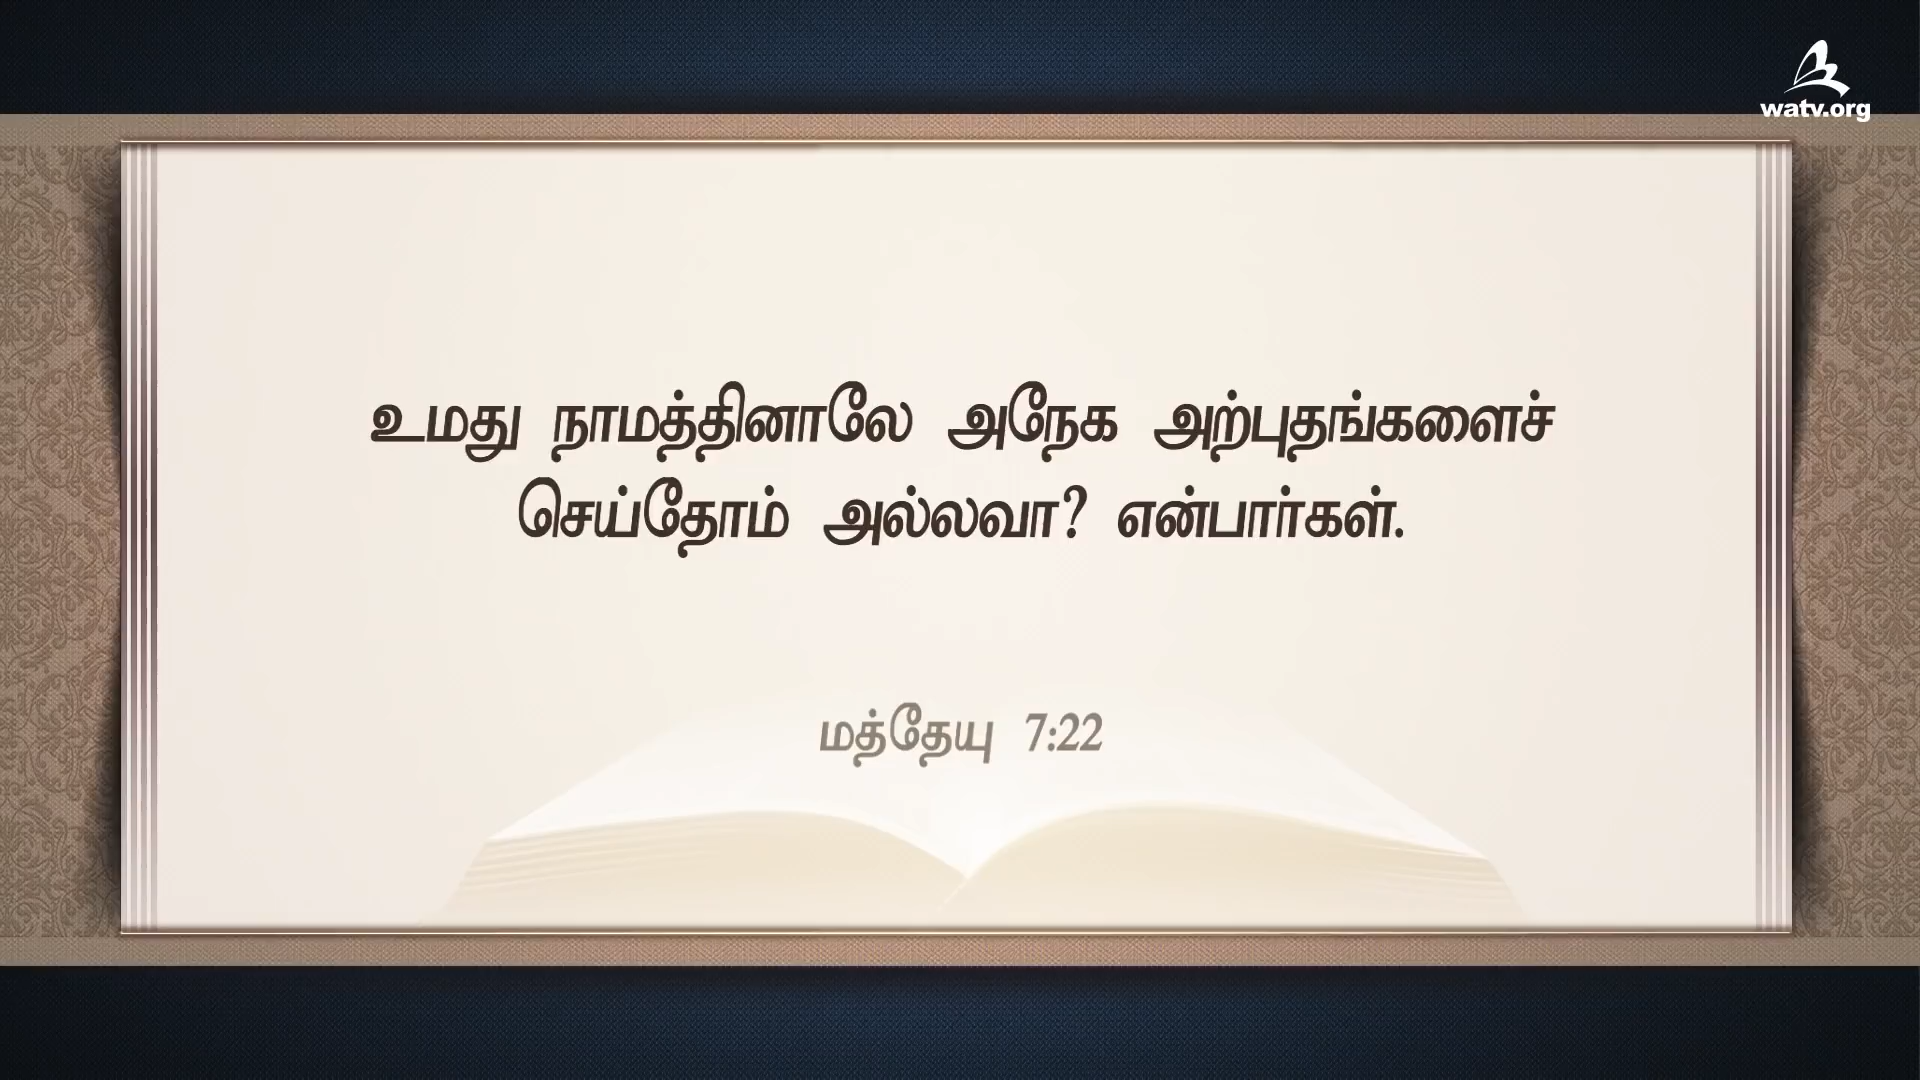 watv.org
உமது நாமத்தினாலே அநேக அற்புதங்களைச்
செய்தோம் அல்லவா? என்பார்கள்.
மத்தேயு 7:22